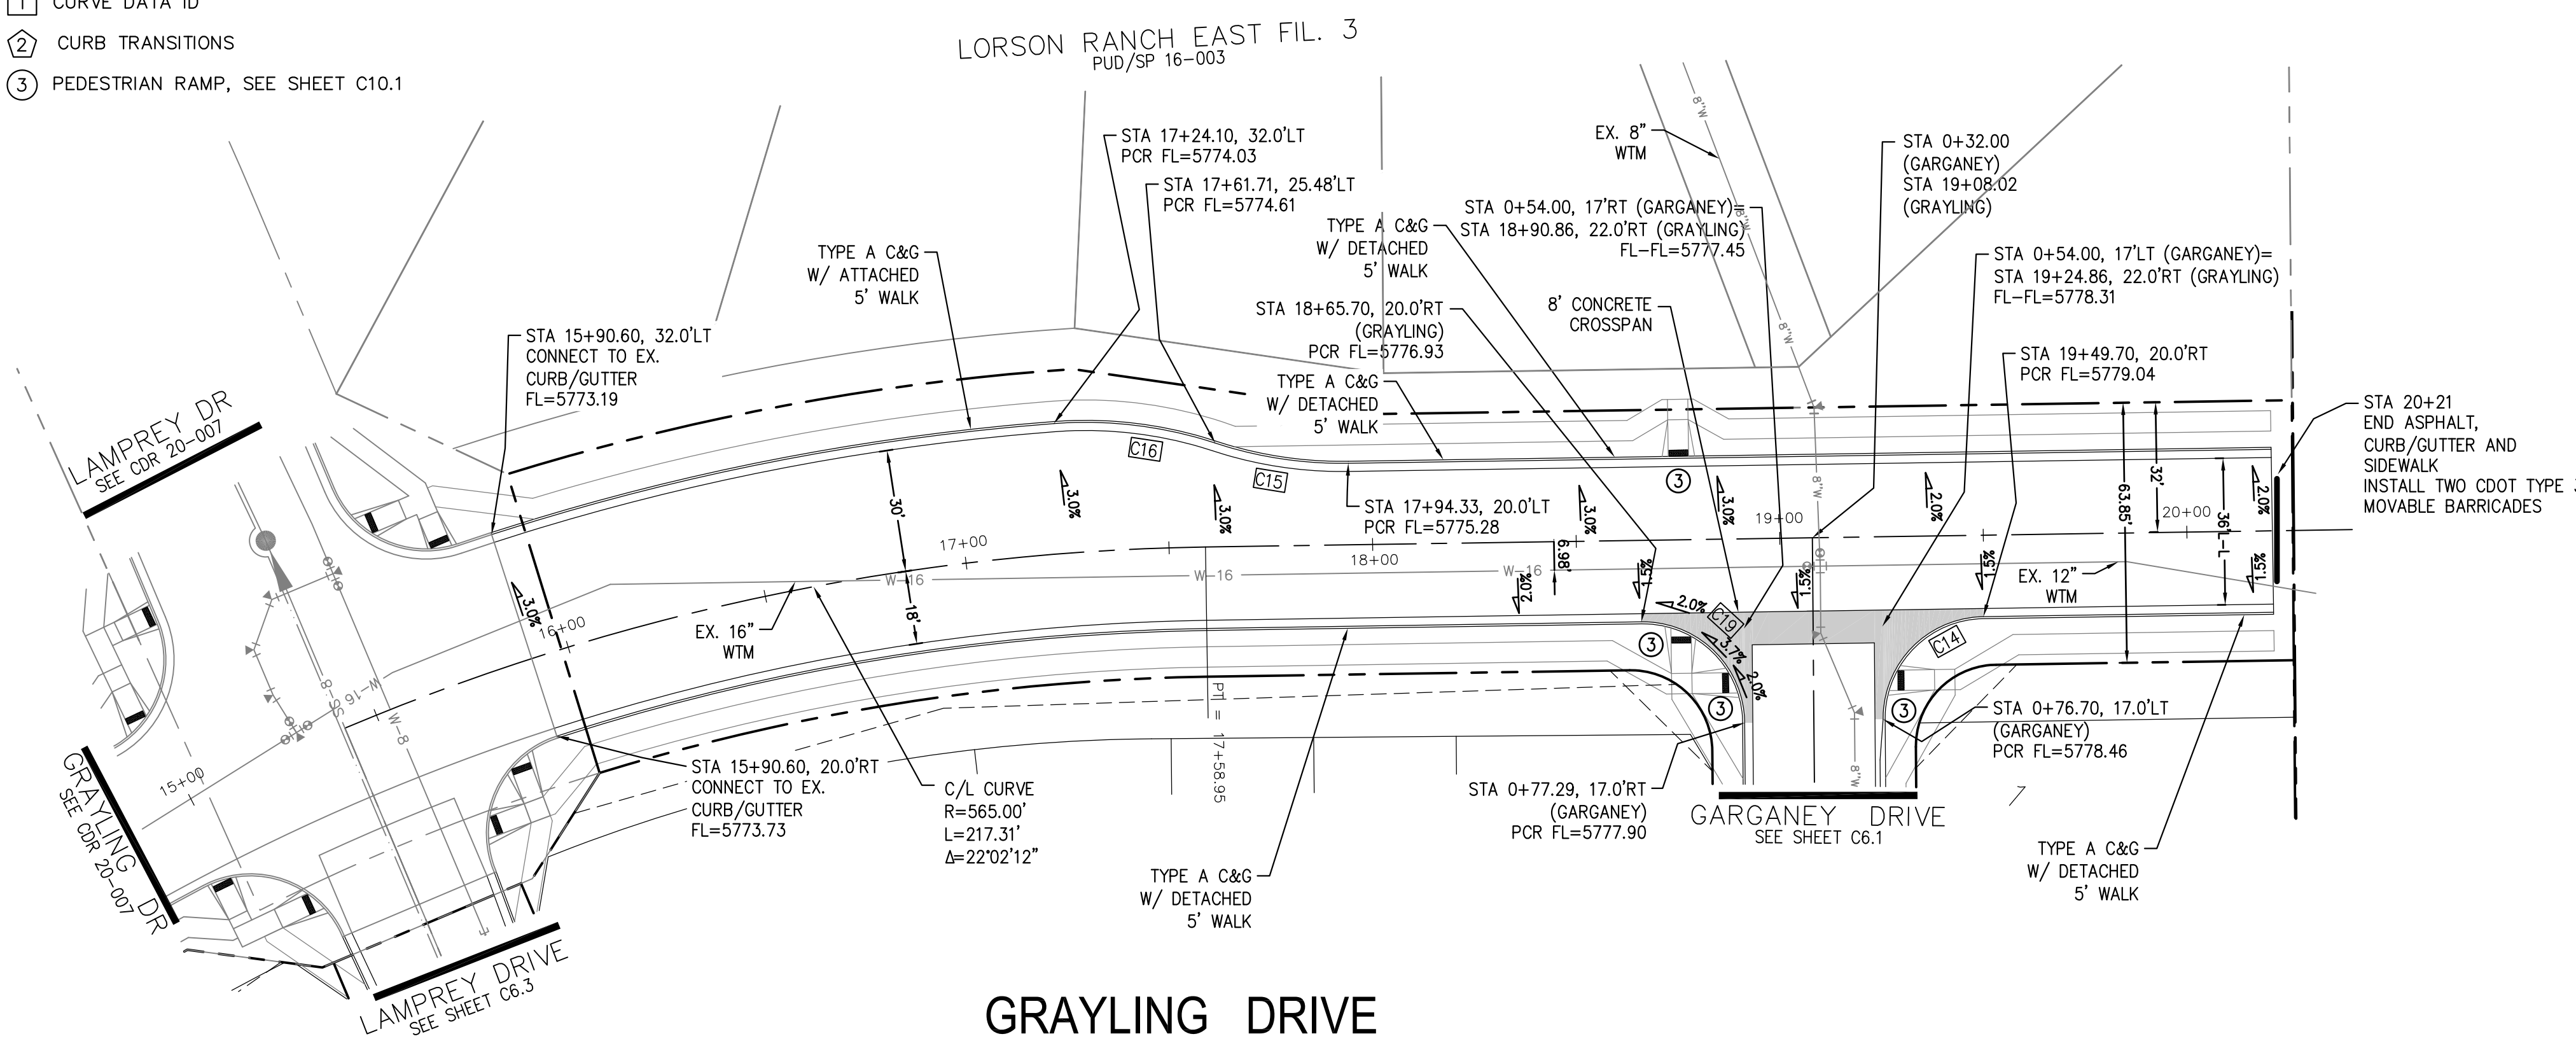 1 CURVE DATA ID
2 CURB TRANSITIONS
3 PEDESTRIAN RAMP, SEE SHEET C10.1
LORSON RANCH EAST FIL. 3
PUD/SP 16-003
STA 17+24.10, 32.0'LT
PCR FL=5774.03
STA 17+61.71, 25.48'LT
PCR FL=5774.61
EX. 8"
WTM
8"W
STA 0+32.00
(GARGANEY)
STA 19+08.02
(GRAYLING)
TYPE A C&G
W/ ATTACHED
5' WALK
TYPE A C&G
W/ DETACHED
5' WALK
STA 0+54.00, 17'RT (GARGANEY)=
STA 18+90.86, 22.0'RT (GRAYLING)
FL-FL=5777.45
8"W
STA 0+54.00, 17'LT (GARGANEY)=
STA 19+24.86, 22.0'RT (GRAYLING)
FL-FL=5778.31
STA 15+90.60, 32.0'LT
CONNECT TO EX.
CURB/GUTTER
FL=5773.19
STA 18+65.70, 20.0'RT
(GRAYLING)
PCR FL=5776.93
8' CONCRETE
CROSSPAN
8"W
STA 19+49.70, 20.0'RT
PCR FL=5779.04
TYPE A C&G
W/ DETACHED
5' WALK
STA 20+21
END ASPHALT,
CURB/GUTTER AND
SIDEWALK
INSTALL TWO CDOT TYPE 3
MOVABLE BARRICADES
LAMPREY DR
SEE CDR 20-007
C16
C15
3
30'
3.0%
3.0%
3.0%
3.0%
8"W
2.0%
63.85'
32'
36'L-L
2.0%
STA 17+94.33, 20.0'LT
PCR FL=5775.28
17+00
18+00
19+00
20+00
6.98'
W-16
W-16
W-16
18'
2.0%
1.5%
1.5%
1.5%
1.5%
EX. 12"
WTM
3.0%
16+00
EX. 16"
WTM
2.0%
C19
C14
3
3.7%
2.0%
3
3
PT = 17+58.95
W-16
8-SS
W-8
15+00
8"W
STA 0+76.70, 17.0'LT
(GARGANEY)
PCR FL=5778.46
GRAYLING DR
SEE CDR 20-007
STA 15+90.60, 20.0'RT
CONNECT TO EX.
CURB/GUTTER
FL=5773.73
C/L CURVE
R=565.00'
L=217.31'
Δ=22°02'12"
STA 0+77.29, 17.0'RT
(GARGANEY)
PCR FL=5777.90
GARGANEY DRIVE
SEE SHEET C6.1
TYPE A C&G
W/ DETACHED
5' WALK
TYPE A C&G
W/ DETACHED
5' WALK
LAMPREY DRIVE
SEE SHEET C6.3
GRAYLING DRIVE